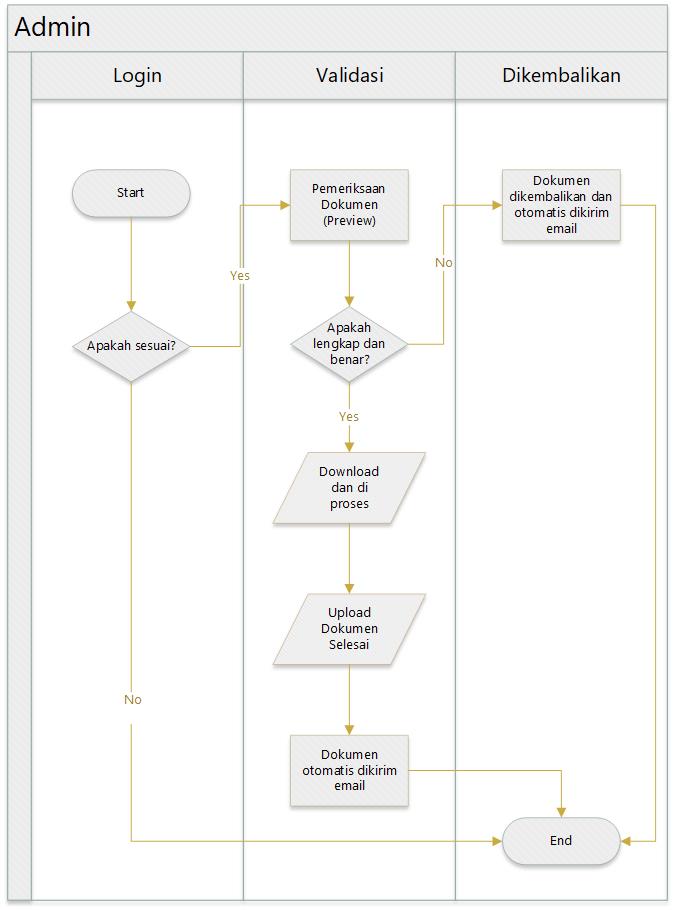 Admin
Login
Validasi
Dikembalikan
Start
Pemeriksaan
Dokumen
(Preview)
Dokumen
dikembalikan dan
otomatis dikirim
email
Yes
No
Apakah sesuai?
Apakah
lengkap dan
benar?
Yes
Download
dan di
proses
Upload
Dokumen
Selesai
No
Dokumen
otomatis dikirim
email
End